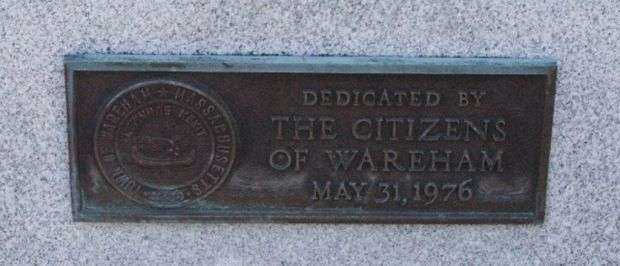 TOWN OF WAREHAM ★ MASSACHUSETTS
DEDICATED BY
THE CITIZENS
OF WAREHAM
MAY 31, 1976